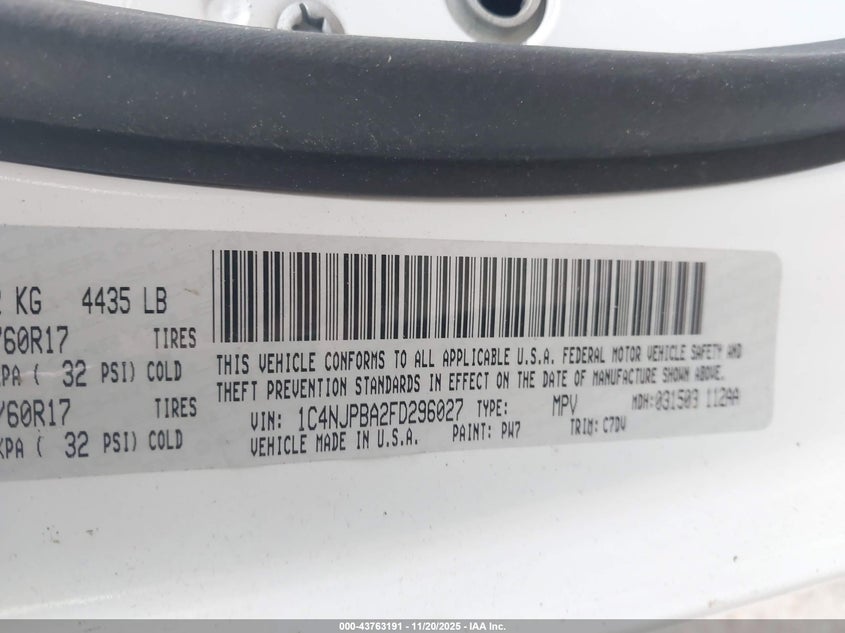 2 KG 4435 LB
/60R17 TIRES
KPA ( 32 PSI) COLD
/60R17 TIRES
KPA ( 32 PSI) COLD
THIS VEHICLE CONFORMS TO ALL APPLICABLE U.S.A. FEDERAL MOTOR VEHICLE SAFETY AND
THEFT PREVENTION STANDARDS IN EFFECT ON THE DATE OF MANUFACTURE SHOWN ABOVE.
VIN: 1C4NJPBA2FD296027 TYPE: MPV MDH:031503 112AA
VEHICLE MADE IN U.S.A. PAINT: PW7 TRIM: C7DV
000-43763191 - 11/20/2025 - IAA Inc.